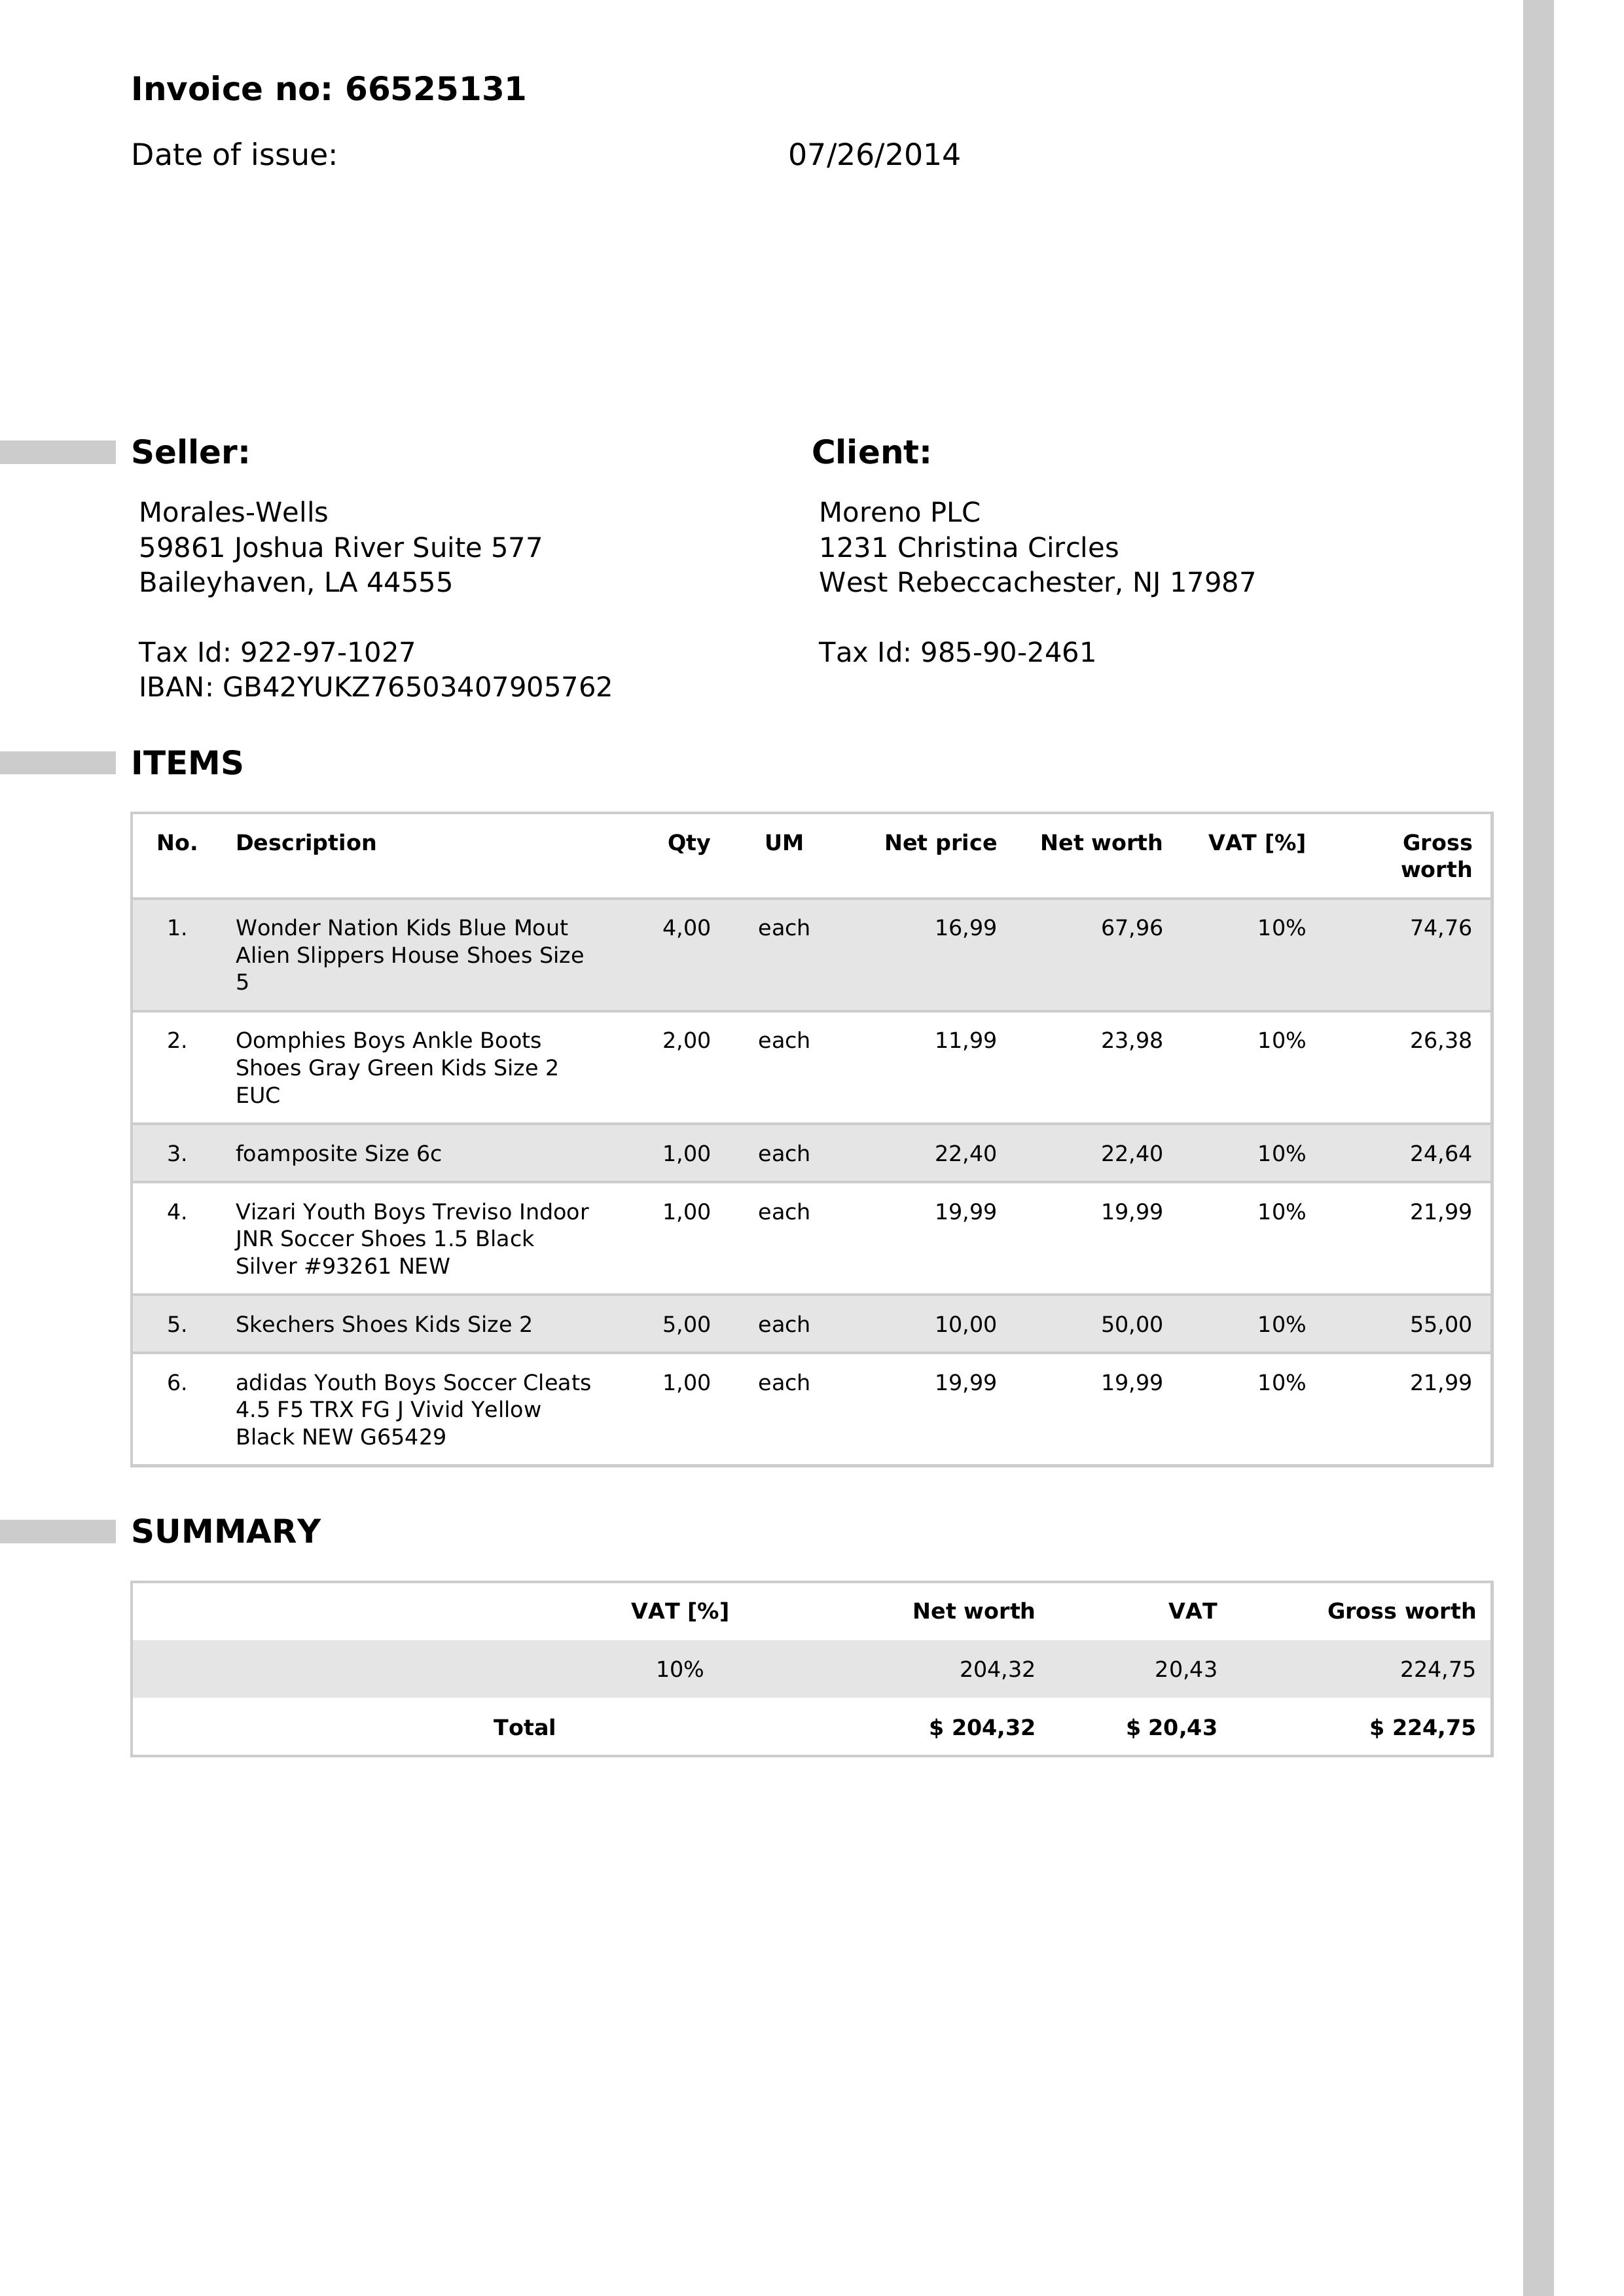 Invoice no: 66525131
Date of issue: 07/26/2014
Seller: Client:
Morales-Wells Moreno PLC
59861 Joshua River Suite 577 1231 Christina Circles
Baileyhaven, LA 44555 West Rebeccachester, NJ 17987
Tax Id: 922-97-1027 Tax Id: 985-90-2461
IBAN: GB42YUKZ76503407905762
ITEMS
No. Description Qty UM Net price Net worth VAT [%] Gross
worth
1. Wonder Nation Kids Blue Mout 4,00 each 16,99 67,96 10% 74,76
Alien Slippers House Shoes Size
5
2. Oomphies Boys Ankle Boots 2,00 each 11,99 23,98 10% 26,38
Shoes Gray Green Kids Size 2
EUC
3. foamposite Size 6c 1,00 each 22,40 22,40 10% 24,64
4. Vizari Youth Boys Treviso Indoor 1,00 each 19,99 19,99 10% 21,99
JNR Soccer Shoes 1.5 Black
Silver #93261 NEW
5. Skechers Shoes Kids Size 2 5,00 each 10,00 50,00 10% 55,00
6. adidas Youth Boys Soccer Cleats 1,00 each 19,99 19,99 10% 21,99
4.5 F5 TRX FG J Vivid Yellow
Black NEW G65429
SUMMARY
VAT [%] Net worth VAT Gross worth
10% 204,32 20,43 224,75
Total $ 204,32 $ 20,43 $ 224,75